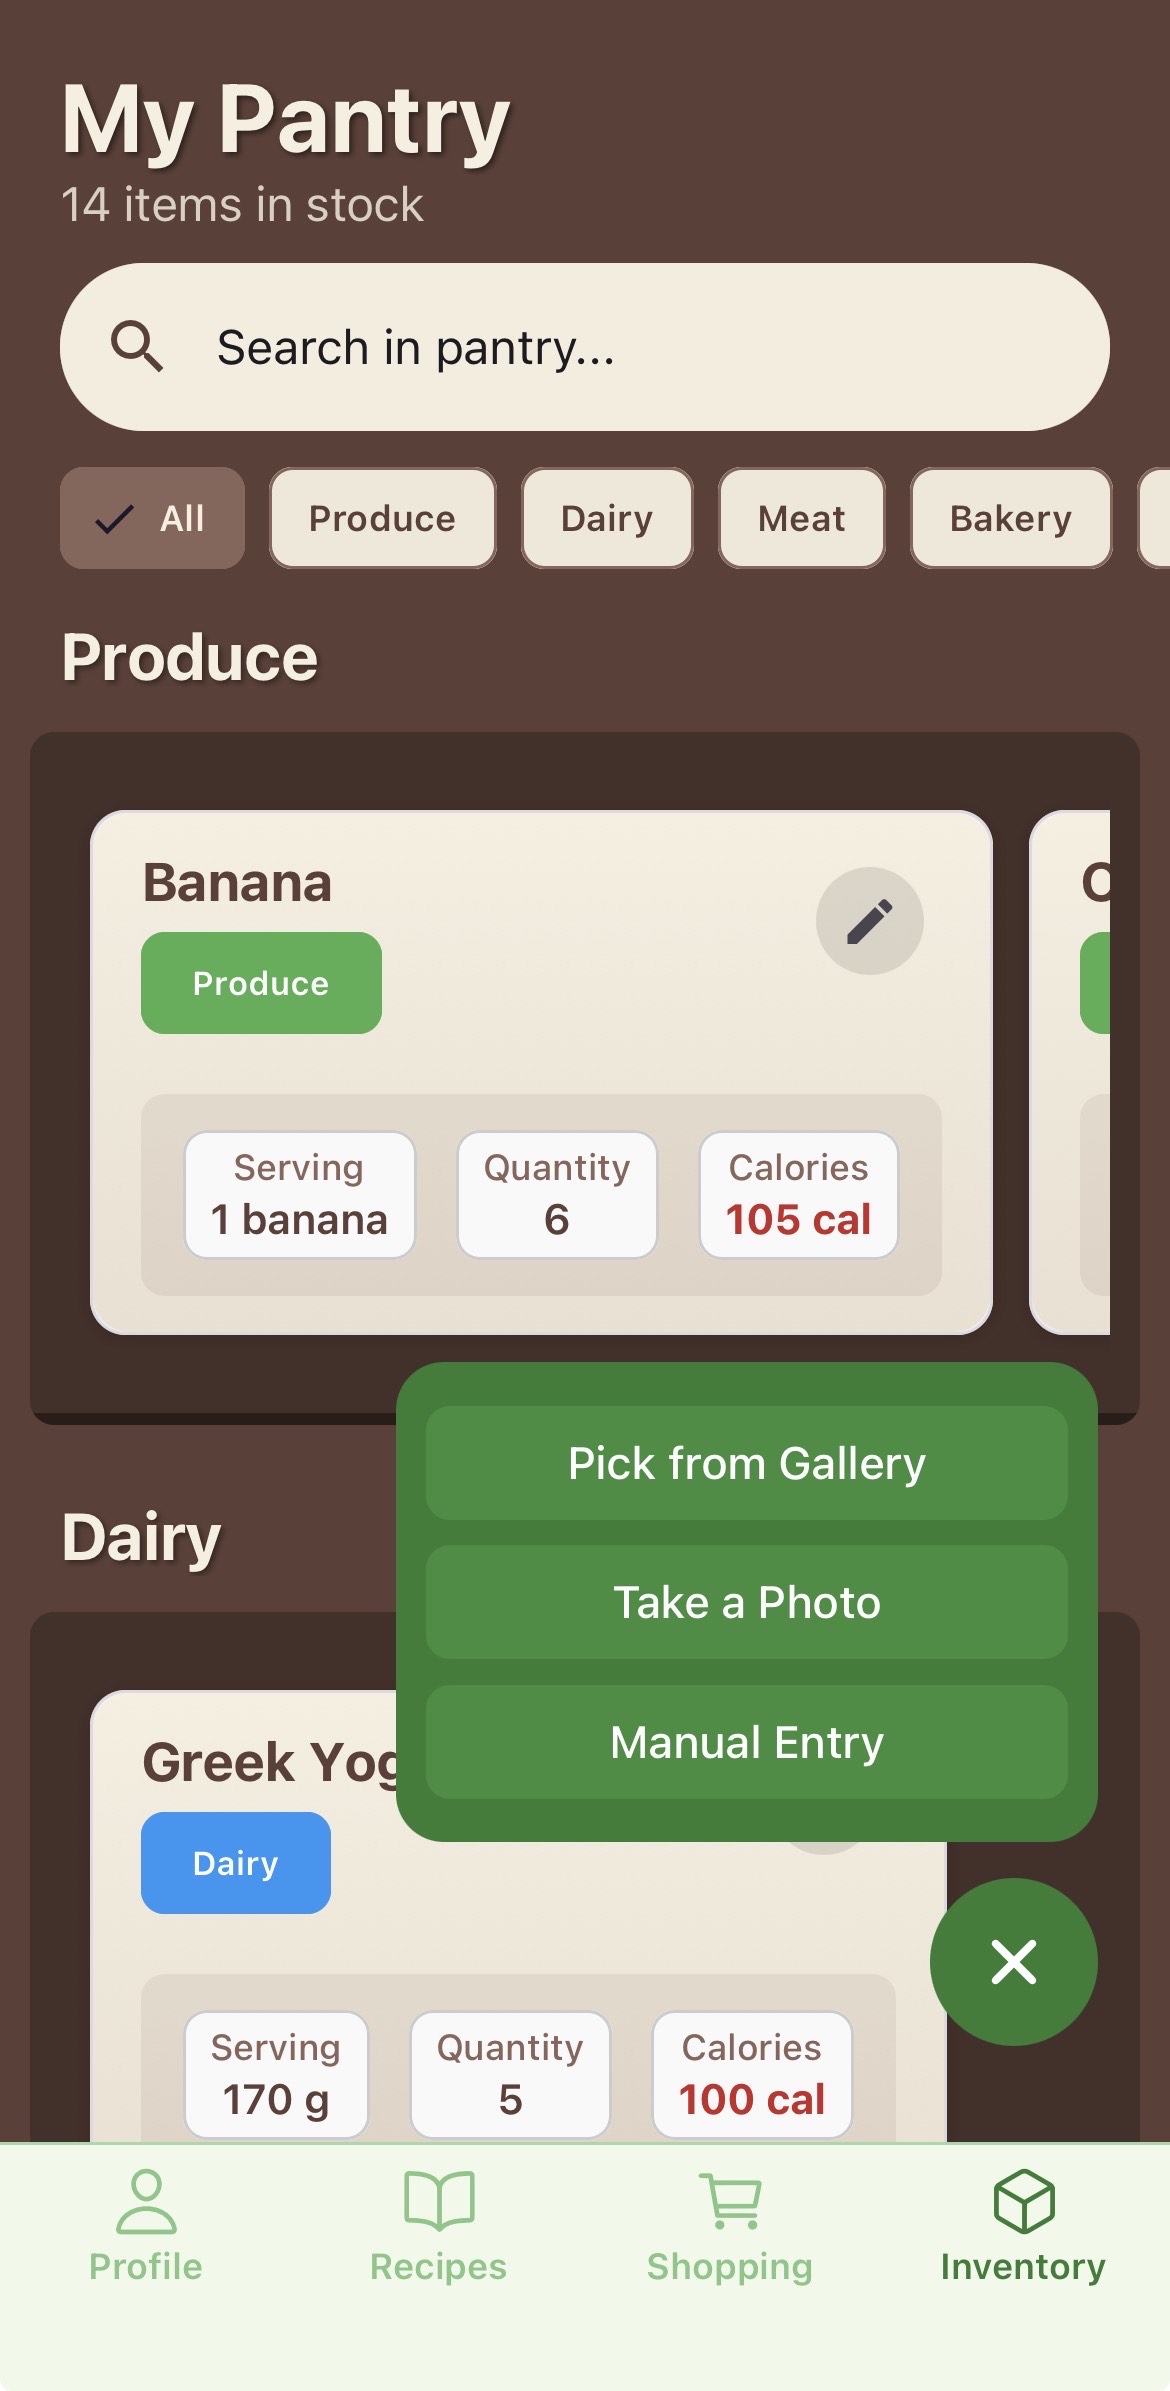 My Pantry
14 items in stock
Search in pantry...
All
Produce
Dairy
Meat
Bakery
Produce
Banana
Produce
Serving
1 banana
Quantity
6
Calories
105 cal
Pick from Gallery
Take a Photo
Manual Entry
Dairy
Greek
Dairy
Serving
170 g
Quantity
5
Calories
100 cal
Profile
Recipes
Shopping
Inventory